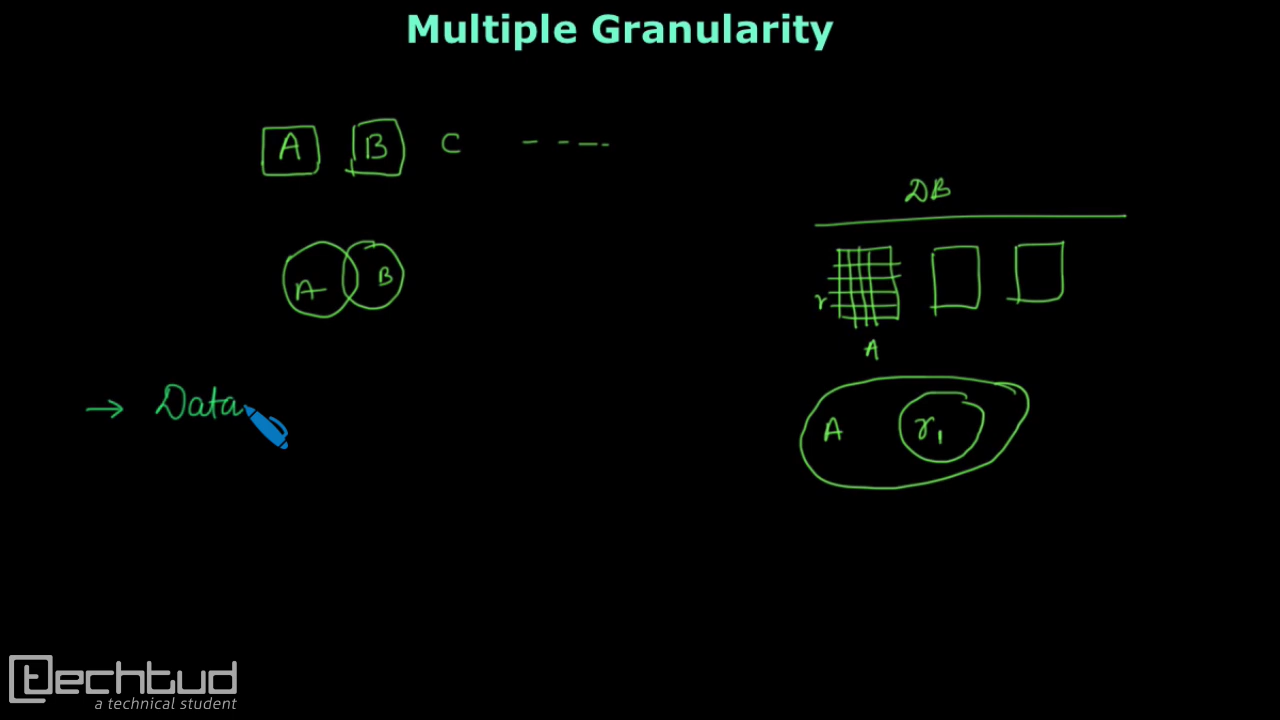 Multiple Granularity
A B C - - - -
DB
A B
r
A
→ Data
A r₁
techtud
a technical student